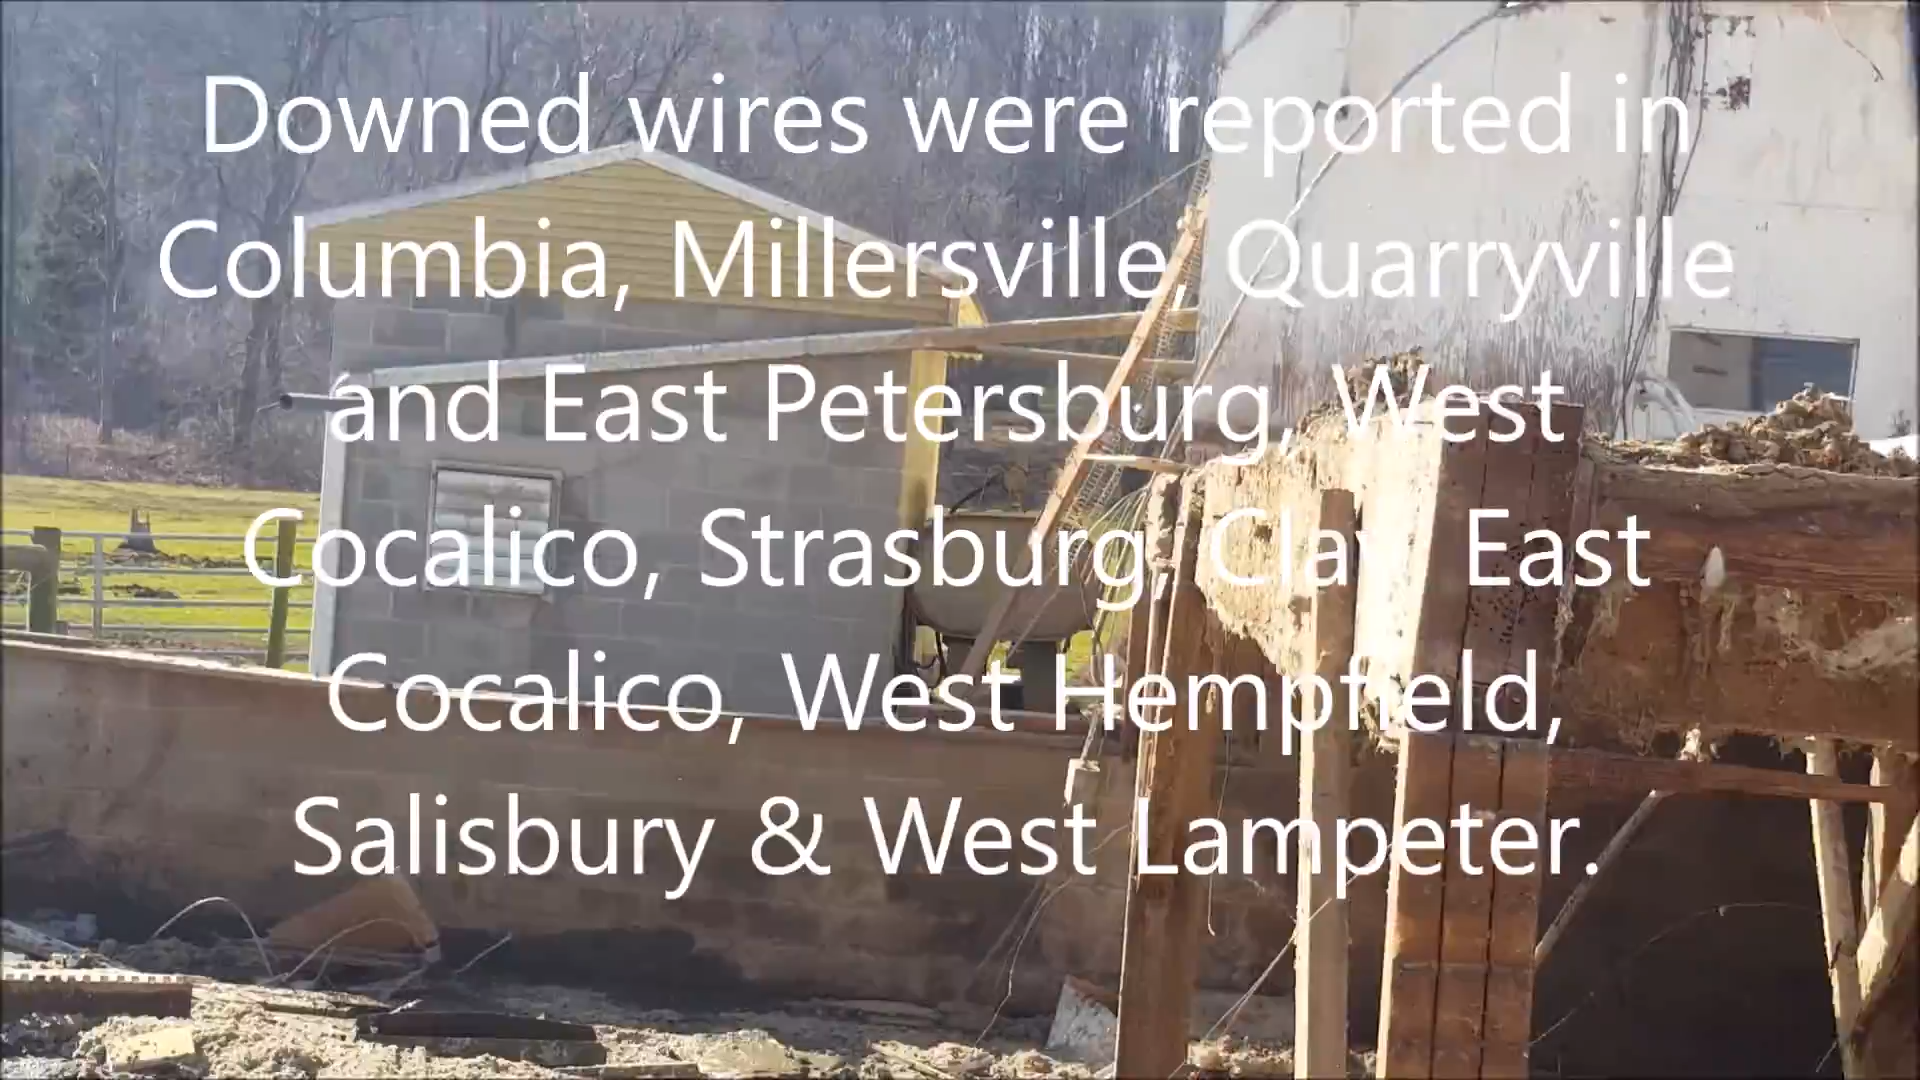 Downed wires were reported in
Columbia, Millersville, Quarryville
and East Petersburg, West
Cocalico, Strasburg, Clay, East
Cocalico, West Hempfield,
Salisbury & West Lampeter.